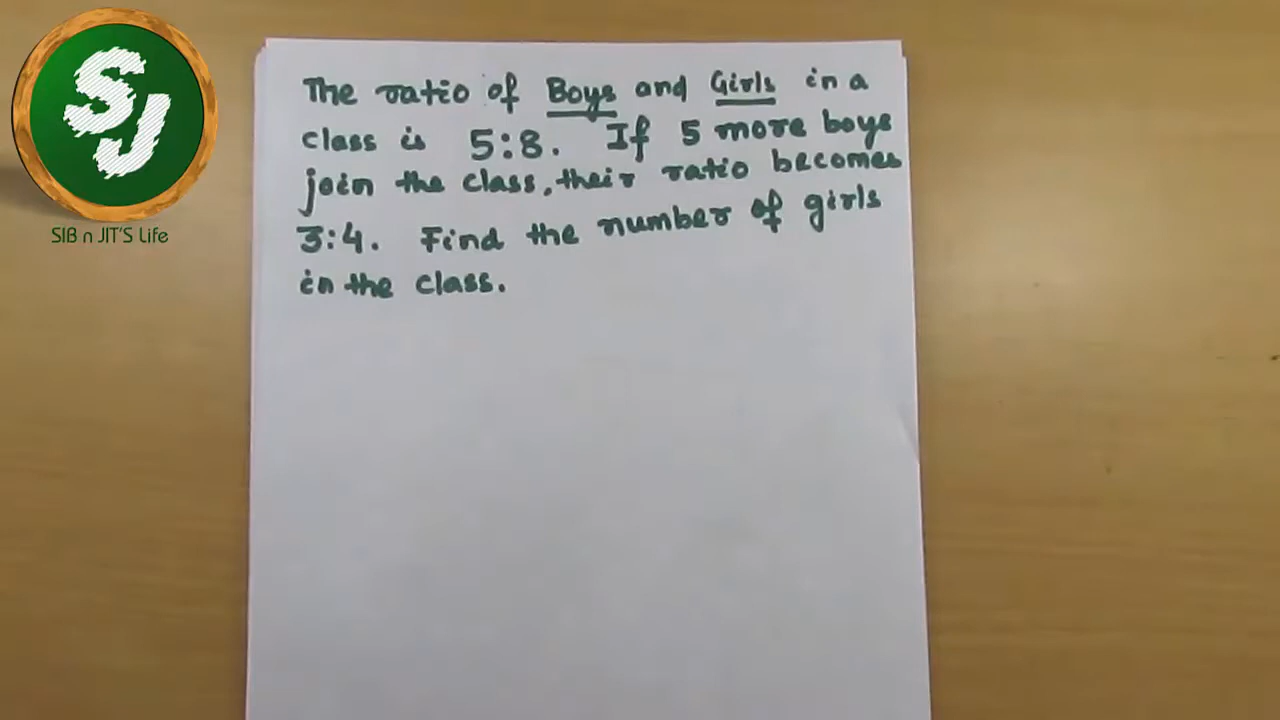 SJ
SIB n JIT'S Life
The ratio of Boys and Girls in a
class is 5:8. If 5 more boys
join the class, their ratio becomes
3:4. Find the number of girls
in the class.